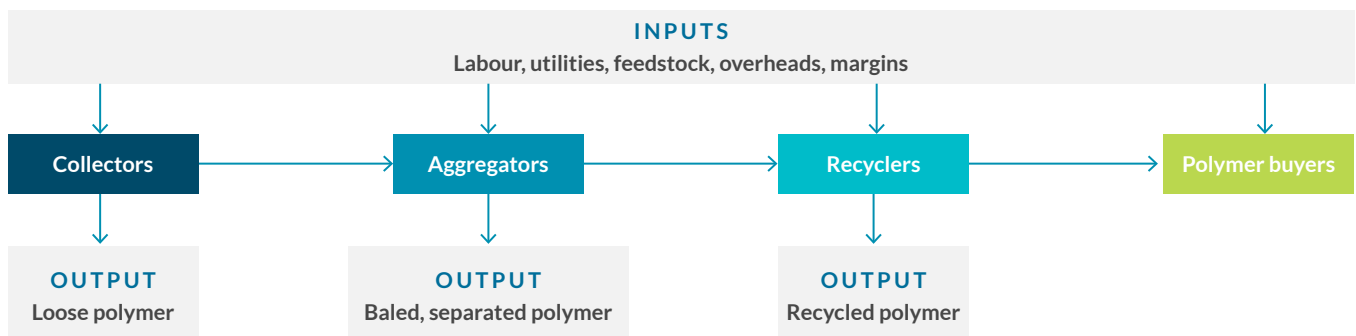 INPUTS
Labour, utilities, feedstock, overheads, margins
Collectors
Aggregators
Recyclers
Polymer buyers
OUTPUT
Loose polymer
OUTPUT
Baled, separated polymer
OUTPUT
Recycled polymer